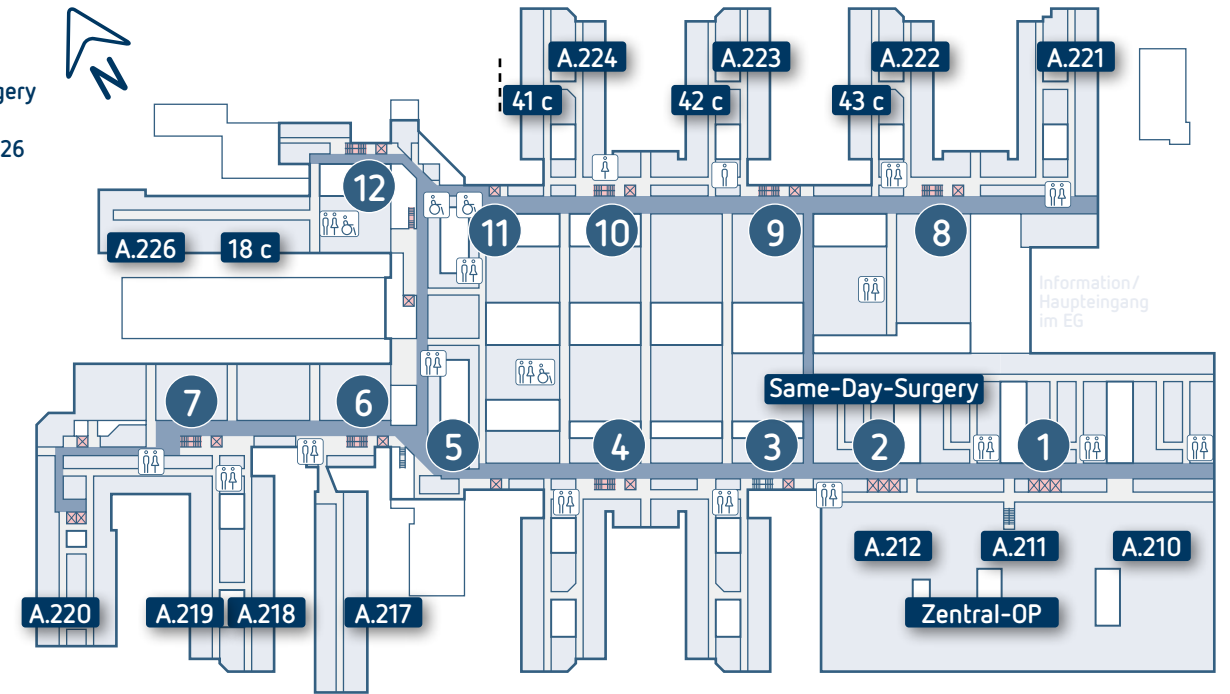 N
gery
26
A.224
A.223
A.222
A.221
41 c
42 c
43 c
12
11
10
9
8
A.226
18 c
Information/
Haupteingang
im EG
Same-Day-Surgery
7
6
5
4
3
2
1
A.212
A.211
A.210
A.220
A.219
A.218
A.217
Zentral-OP